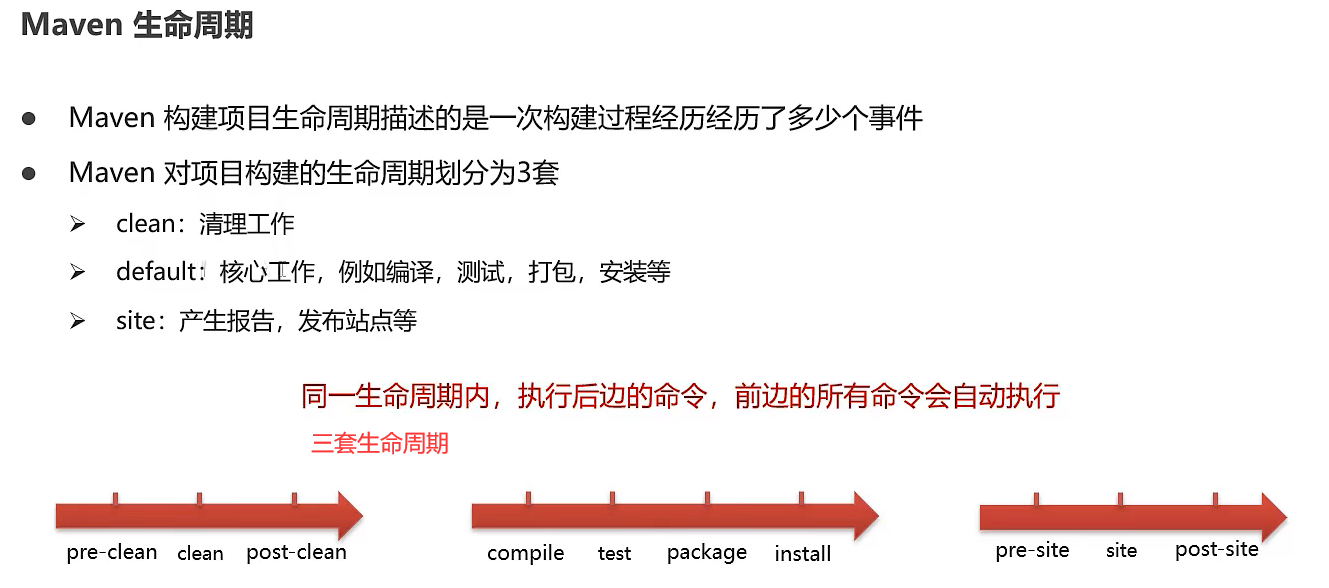 Maven 生命周期
Maven 构建项目生命周期描述的是一次构建过程经历经历了多少个事件
Maven 对项目构建的生命周期划分为3套
clean：清理工作
default：核心工作，例如编译，测试，打包，安装等
site：产生报告，发布站点等
同一生命周期内，执行后边的命令，前边的所有命令会自动执行
三套生命周期
pre-clean clean post-clean
compile test package install
pre-site site post-site